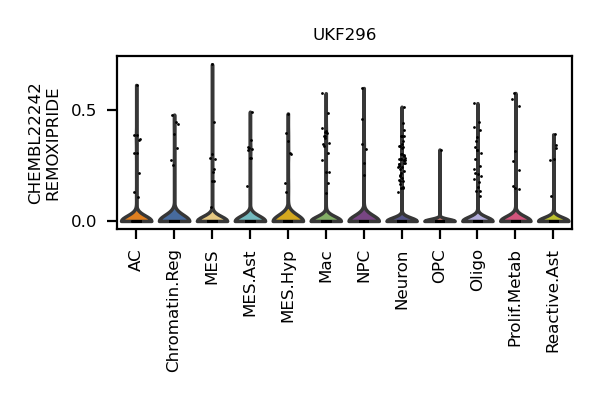 UKF296
CHEMBL22242
REMOXIPRIDE
0.5
0.0
AC
Chromatin.Reg
MES
MES.Ast
MES.Hyp
Mac
NPC
Neuron
OPC
Oligo
Prolif.Metab
Reactive.Ast